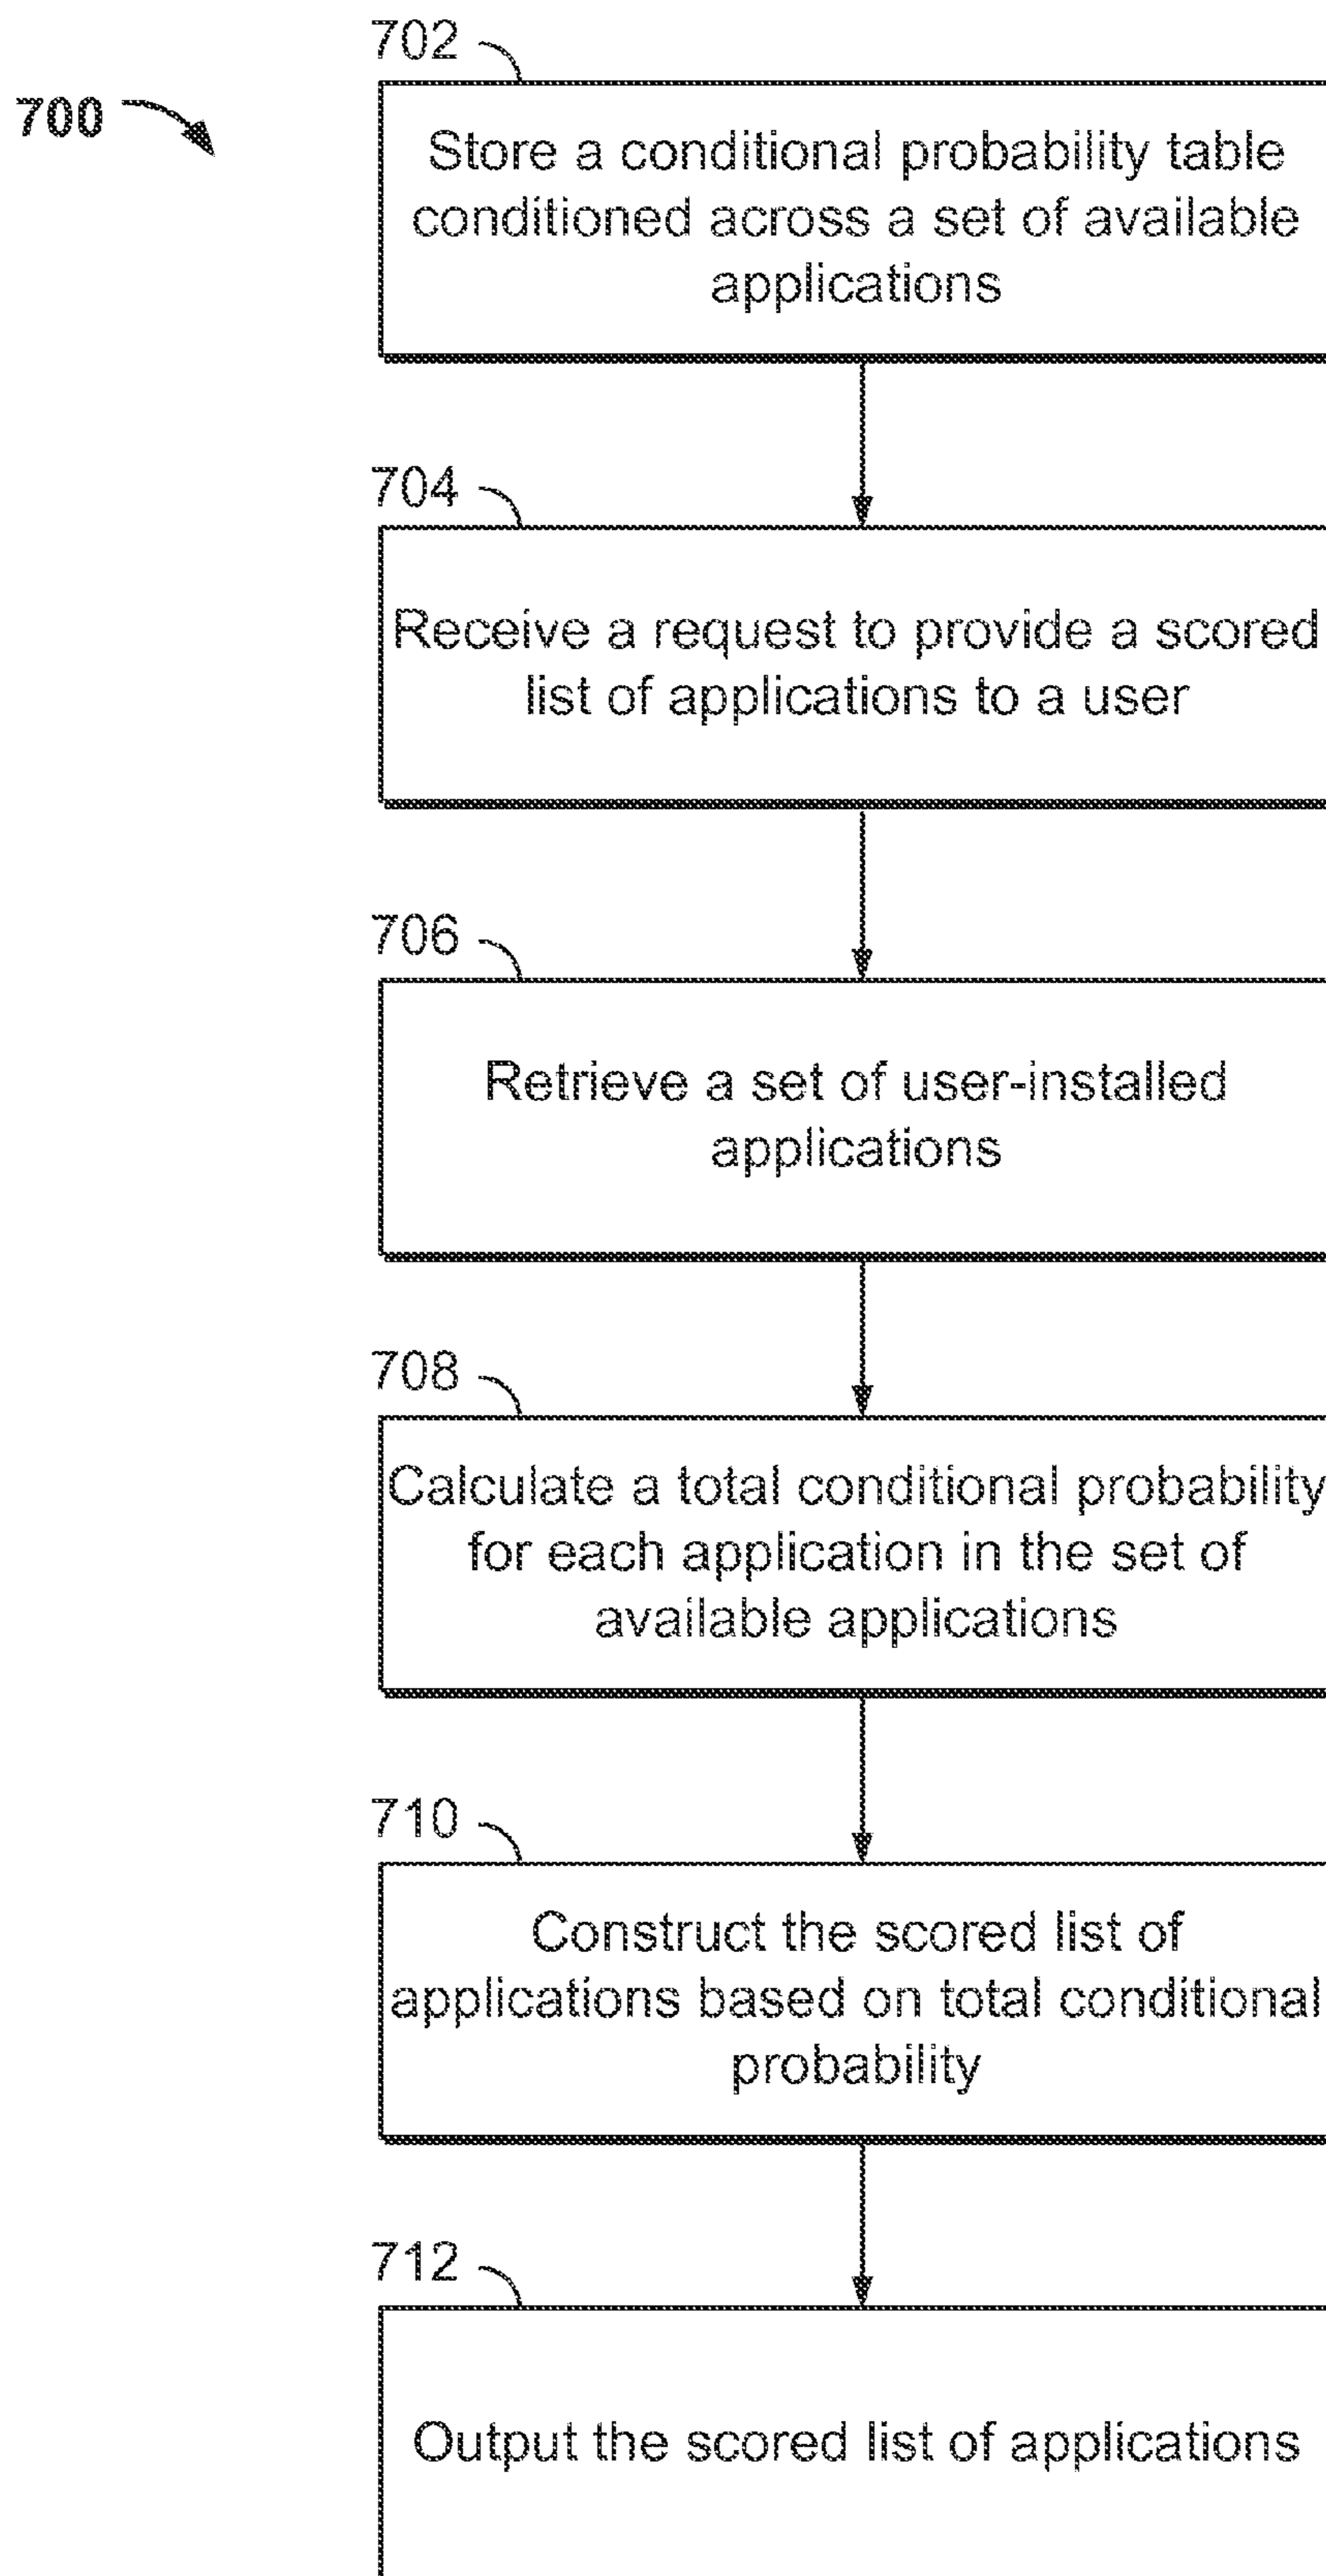 702
700
Store a conditional probability table
conditioned across a set of available
applications
704
Receive a request to provide a scored
list of applications to a user
706
Retrieve a set of user-installed
applications
708
Calculate a total conditional probability
for each application in the set of
available applications
710
Construct the scored list of
applications based on total conditional
probability
712
Output the scored list of applications